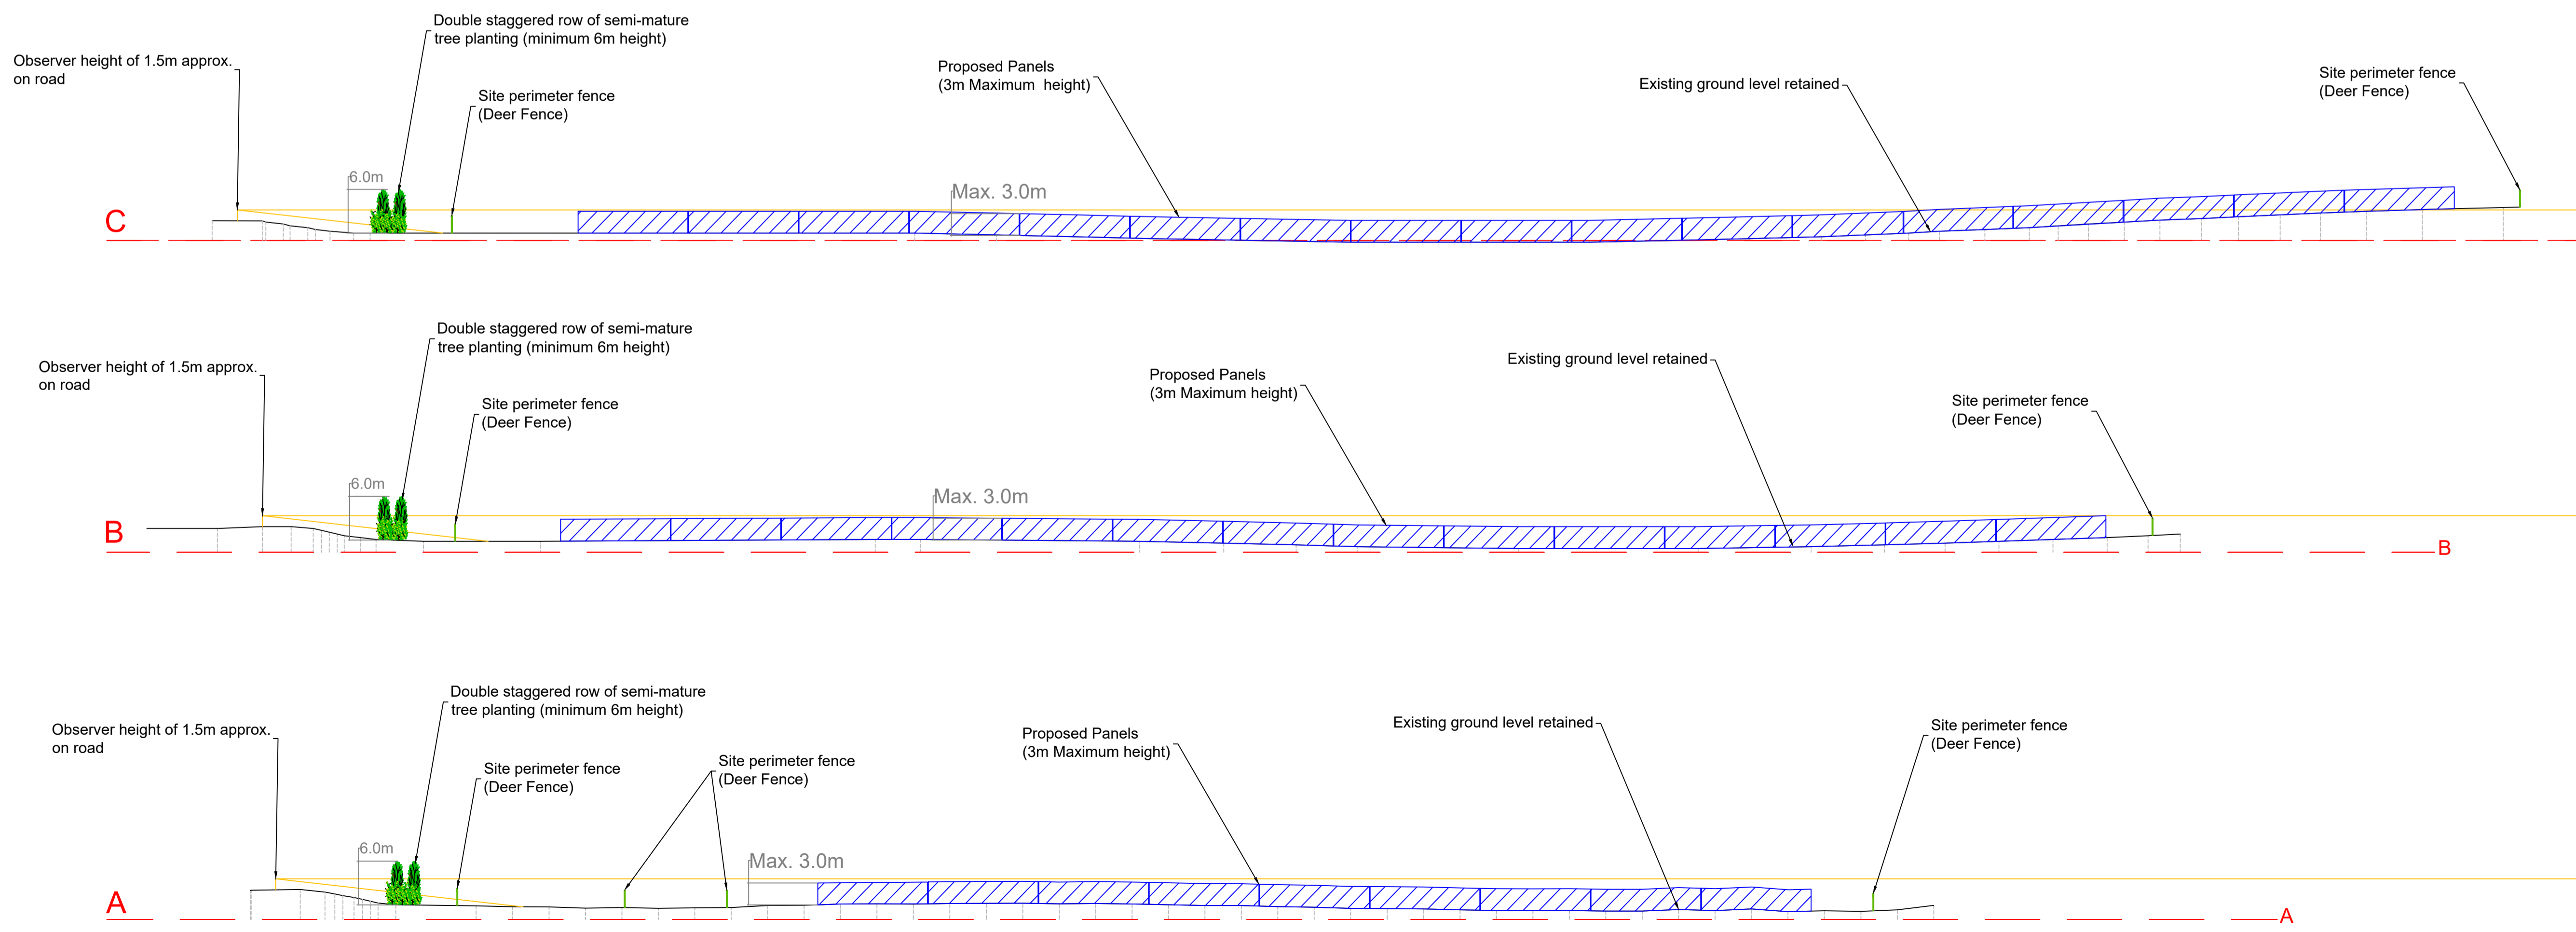 Double staggered row of semi-mature
tree planting (minimum 6m height)
Observer height of 1.5m approx.
on road
Proposed Panels
(3m Maximum  height)
Site perimeter fence
(Deer Fence)
Existing ground level retained
Site perimeter fence
(Deer Fence)
6.0m
Max. 3.0m
C
Double staggered row of semi-mature
tree planting (minimum 6m height)
Observer height of 1.5m approx.
on road
Existing ground level retained
Proposed Panels
(3m Maximum height)
Site perimeter fence
(Deer Fence)
Site perimeter fence
(Deer Fence)
6.0m
Max. 3.0m
B
B
Double staggered row of semi-mature
tree planting (minimum 6m height)
Observer height of 1.5m approx.
on road
Existing ground level retained
Site perimeter fence
(Deer Fence)
Proposed Panels
(3m Maximum height)
Site perimeter fence
(Deer Fence)
Site perimeter fence
(Deer Fence)
6.0m
Max. 3.0m
A
A